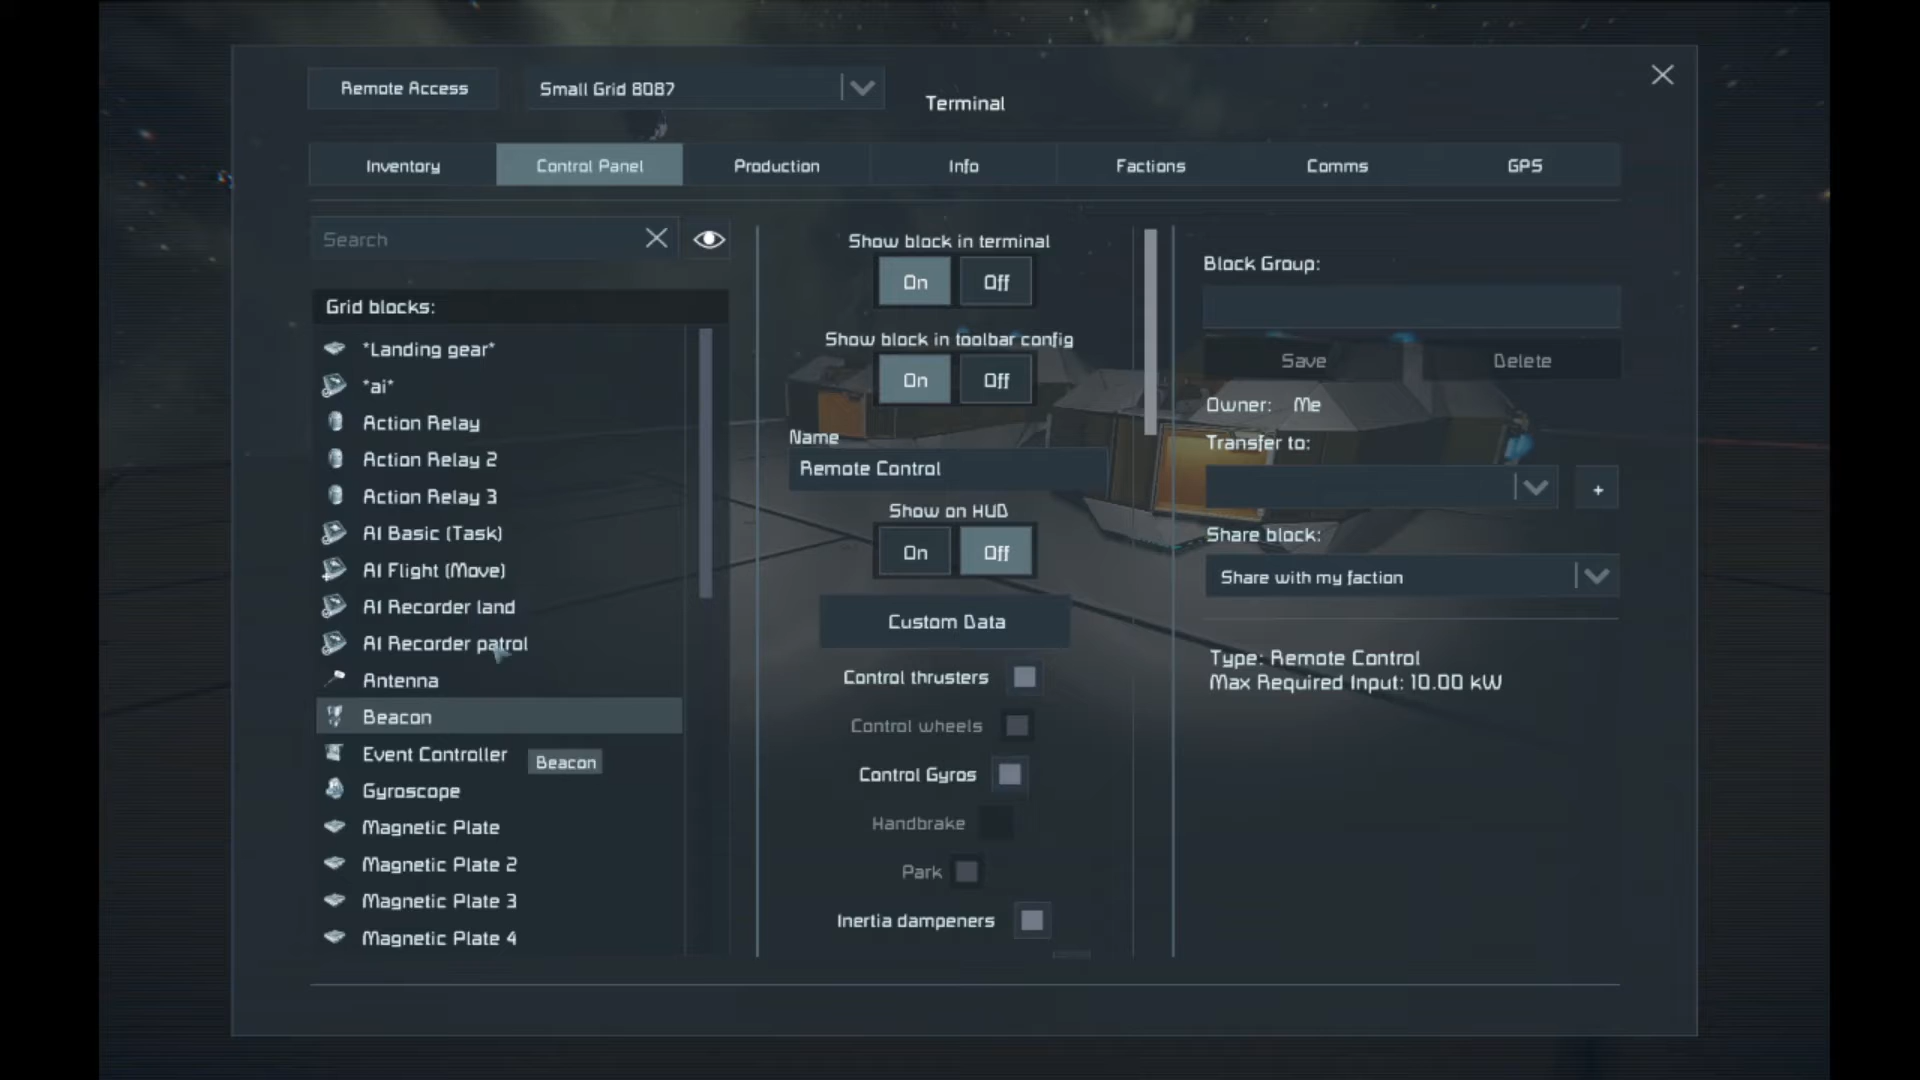 Remote Access
Small Grid 8087
Terminal
Inventory
Control Panel
Production
Info
Factions
Comms
GPS
Search
Grid blocks:
*Landing gear*
*ai*
Action Relay
Action Relay 2
Action Relay 3
AI Basic (Task)
AI Flight (Move)
AI Recorder land
AI Recorder patrol
Antenna
Beacon
Event Controller
Beacon
Gyroscope
Magnetic Plate
Magnetic Plate 2
Magnetic Plate 3
Magnetic Plate 4
Show block in terminal
On
Off
Show block in toolbar config
On
Off
Name
Remote Control
Show on HUD
On
Off
Custom Data
Control thrusters
Control wheels
Control Gyros
Handbrake
Park
Inertia dampeners
Block Group:
Save
Delete
Owner: Me
Transfer to:
+
Share block:
Share with my faction
Type: Remote Control
Max Required Input: 10.00 kW